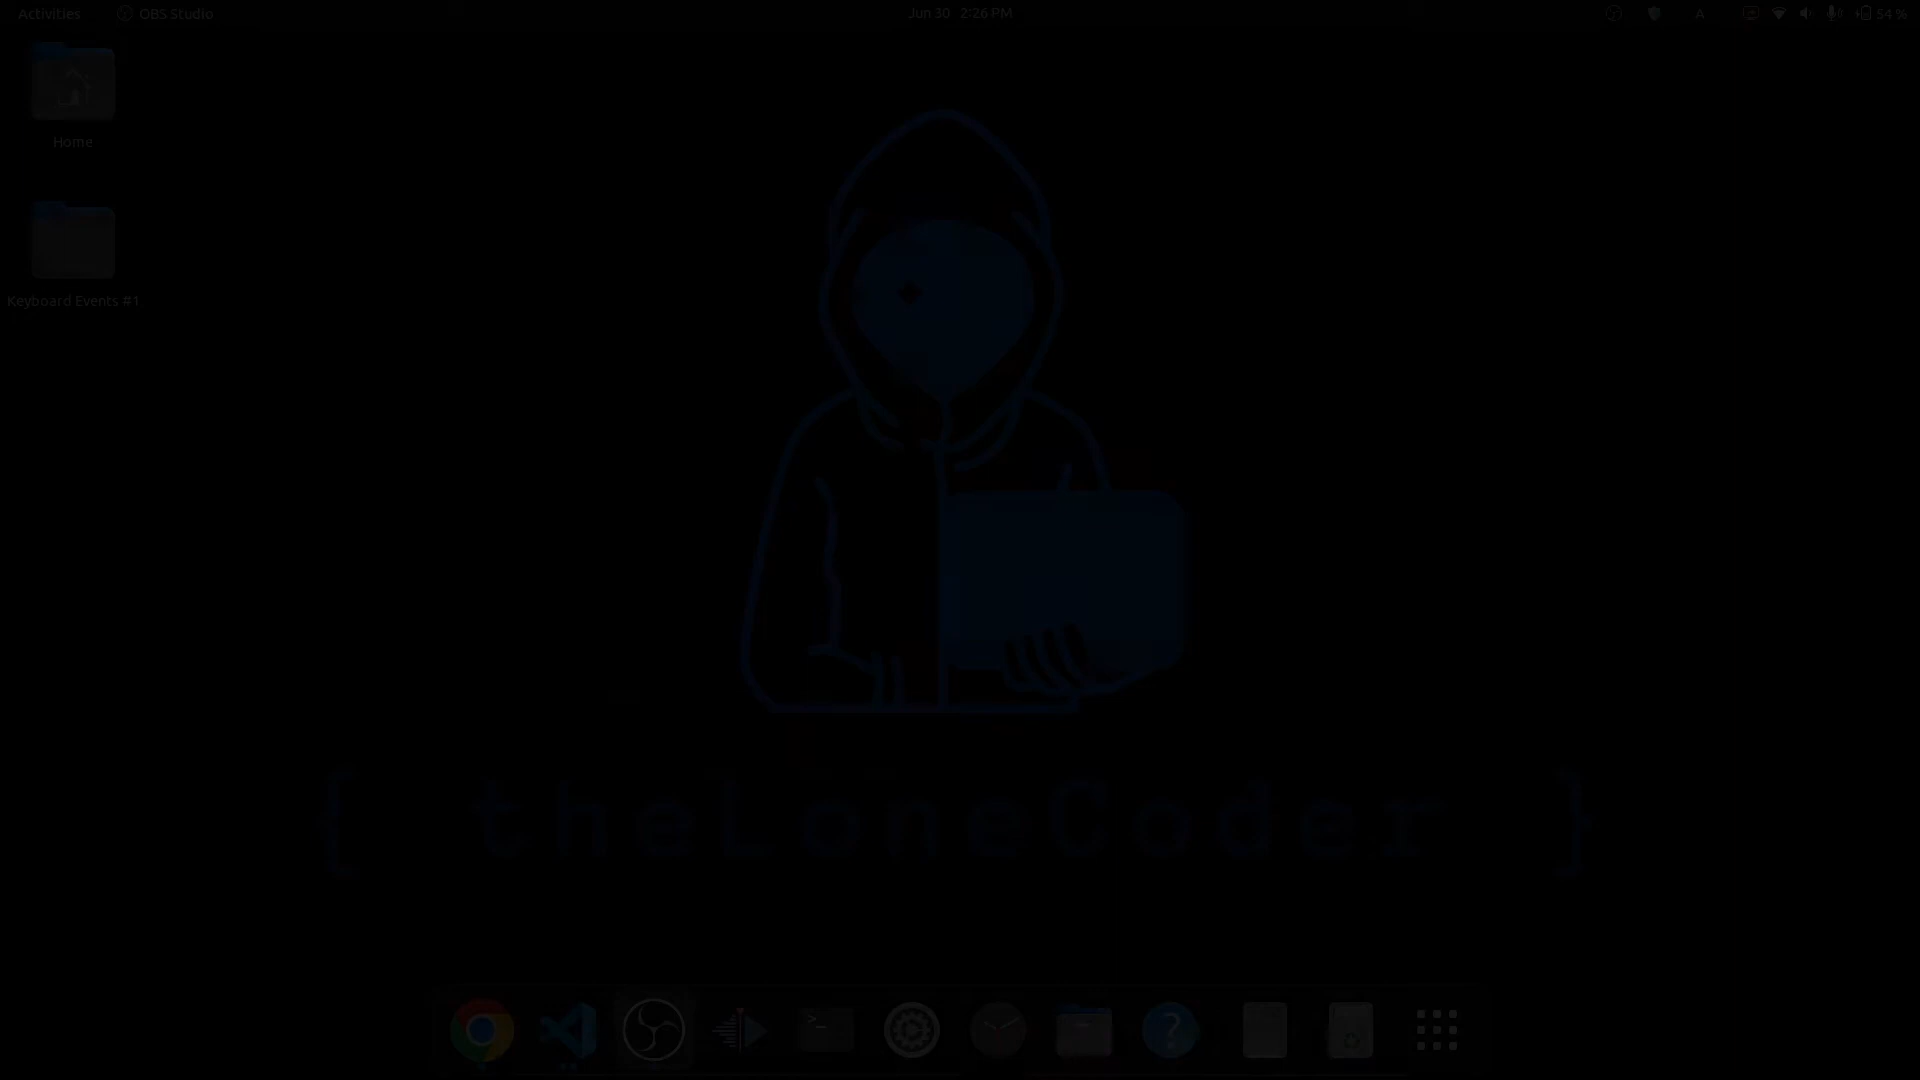 Activities
OBS Studio
Jun 30 2:26 PM
A
54 %
Home
Keyboard Events #1
{ theLoneCoder }